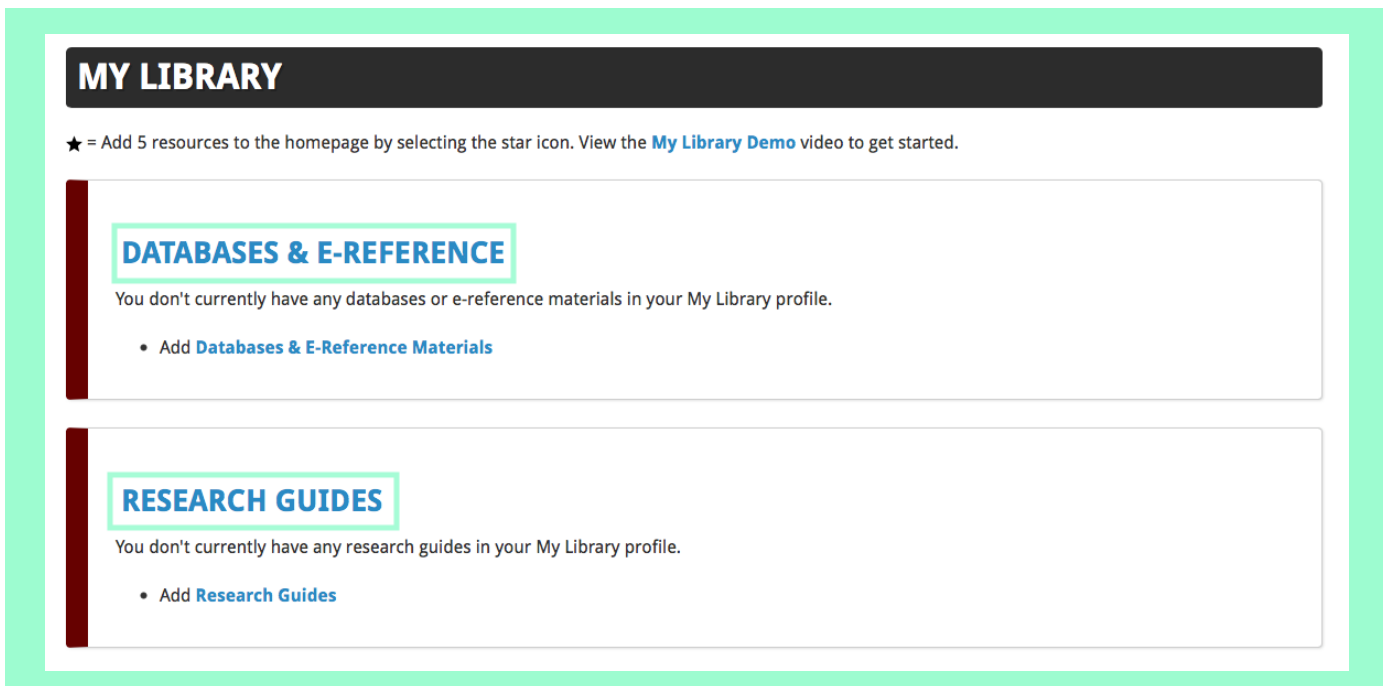 MY LIBRARY
★ = Add 5 resources to the homepage by selecting the star icon. View the My Library Demo video to get started.
DATABASES & E-REFERENCE
You don't currently have any databases or e-reference materials in your My Library profile.
• Add Databases & E-Reference Materials
RESEARCH GUIDES
You don't currently have any research guides in your My Library profile.
• Add Research Guides